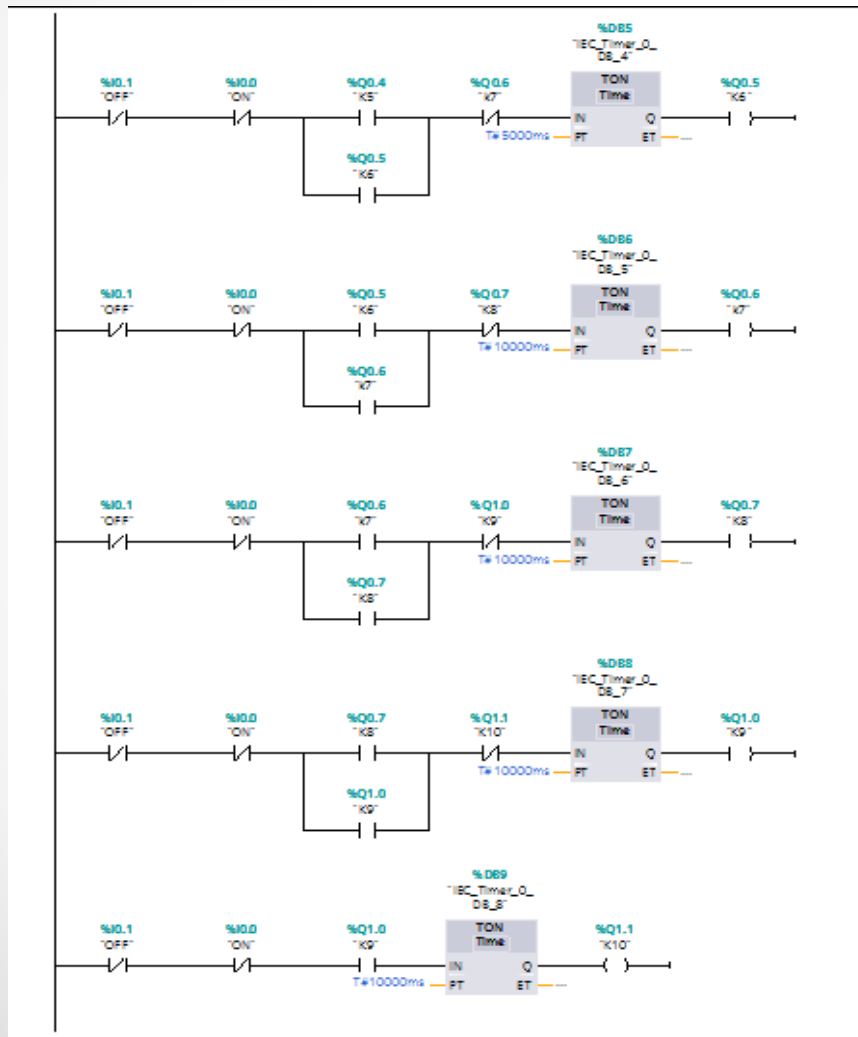 %DB5
"IEC_Timer_0_
DB_4"
%I0.1 %I0.0 %Q0.4 %Q0.6 TON %Q0.5
"OFF" "ON" "K5" "k7" Time "K6"
IN Q
T#5000ms PT ET ...
%Q0.5
"K6"
%DB6
"IEC_Timer_0_
DB_5"
%I0.1 %I0.0 %Q0.5 %Q0.7 TON %Q0.6
"OFF" "ON" "K6" "K8" Time "k7"
IN Q
T#10000ms PT ET ...
%Q0.6
"k7"
%DB7
"IEC_Timer_0_
DB_6"
%I0.1 %I0.0 %Q0.6 %Q1.0 TON %Q0.7
"OFF" "ON" "k7" "K9" Time "K8"
IN Q
T#10000ms PT ET ...
%Q0.7
"K8"
%DB8
"IEC_Timer_0_
DB_7"
%I0.1 %I0.0 %Q0.7 %Q1.1 TON %Q1.0
"OFF" "ON" "K8" "K10" Time "K9"
IN Q
T#10000ms PT ET ...
%Q1.0
"K9"
%DB9
"IEC_Timer_0_
DB_8"
%I0.1 %I0.0 %Q1.0 TON %Q1.1
"OFF" "ON" "K9" Time "K10"
IN Q
T#10000ms PT ET ...